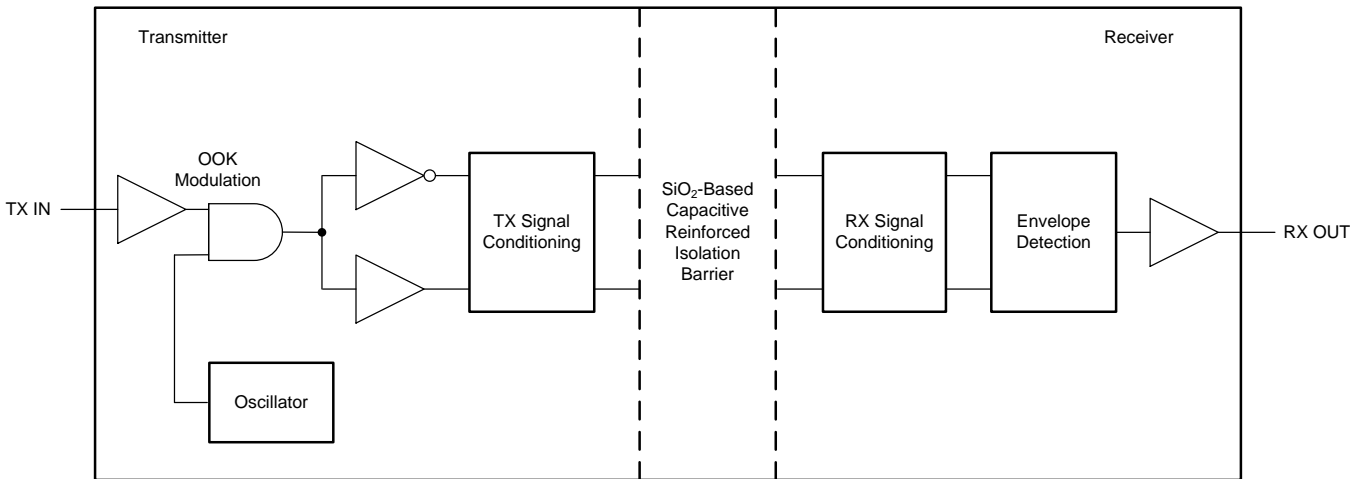 Transmitter
Receiver
OOK
Modulation
TX IN
TX Signal
Conditioning
SiO₂-Based
Capacitive
Reinforced
Isolation
Barrier
RX Signal
Conditioning
Envelope
Detection
RX OUT
Oscillator